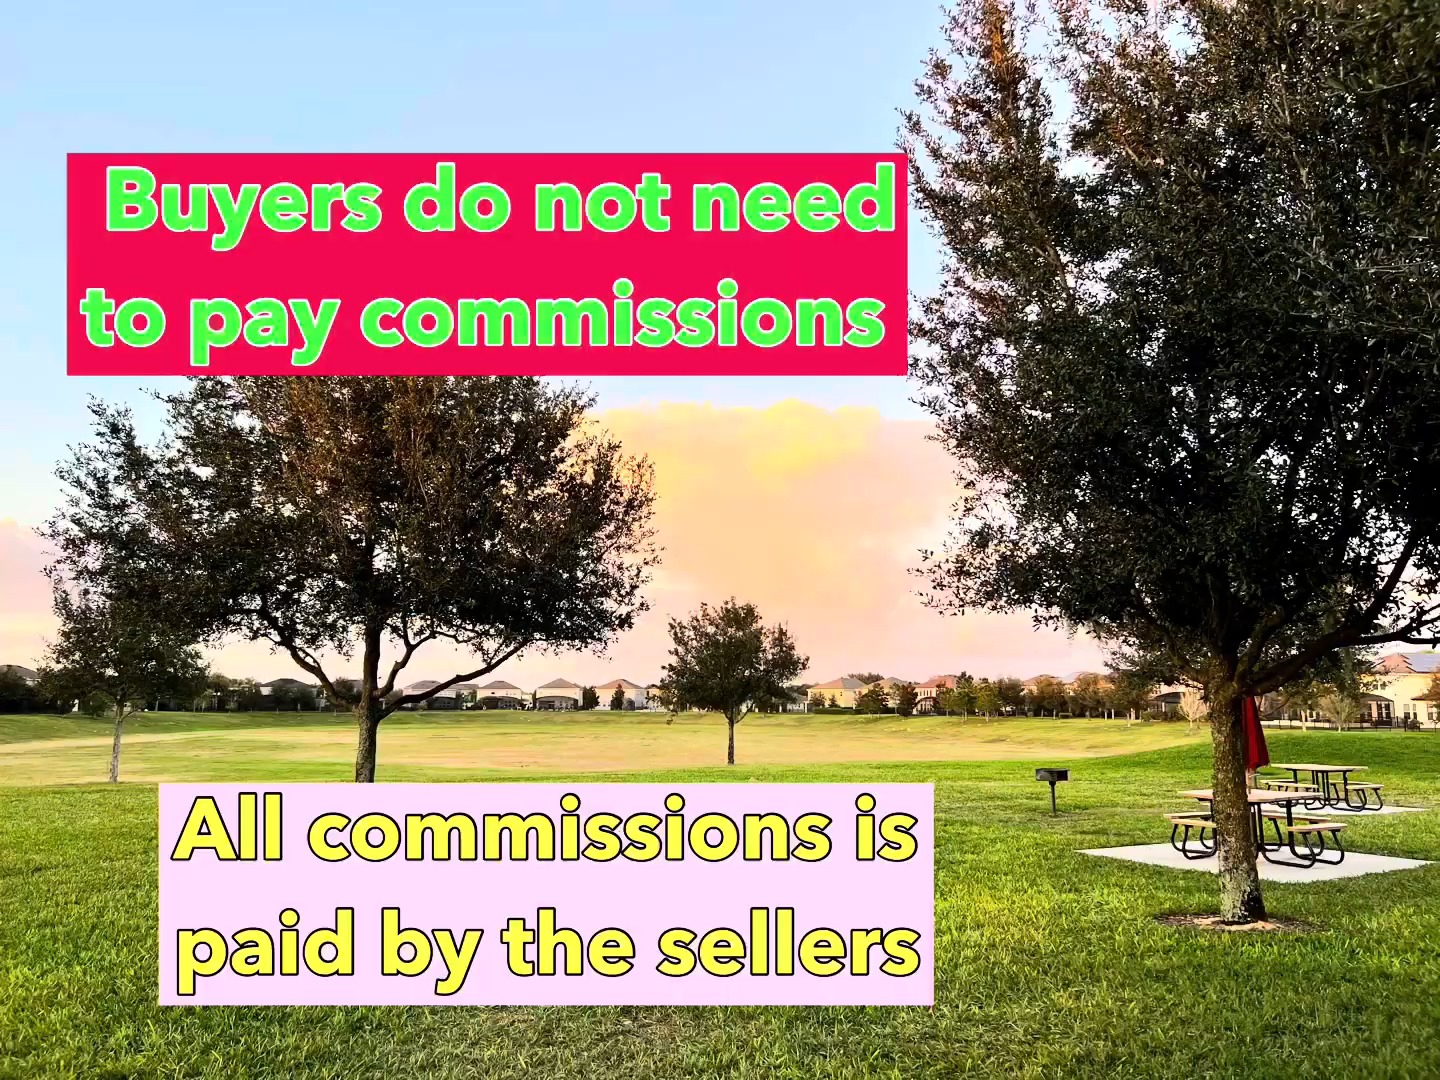 Buyers do not need
to pay commissions
All commissions is
paid by the sellers